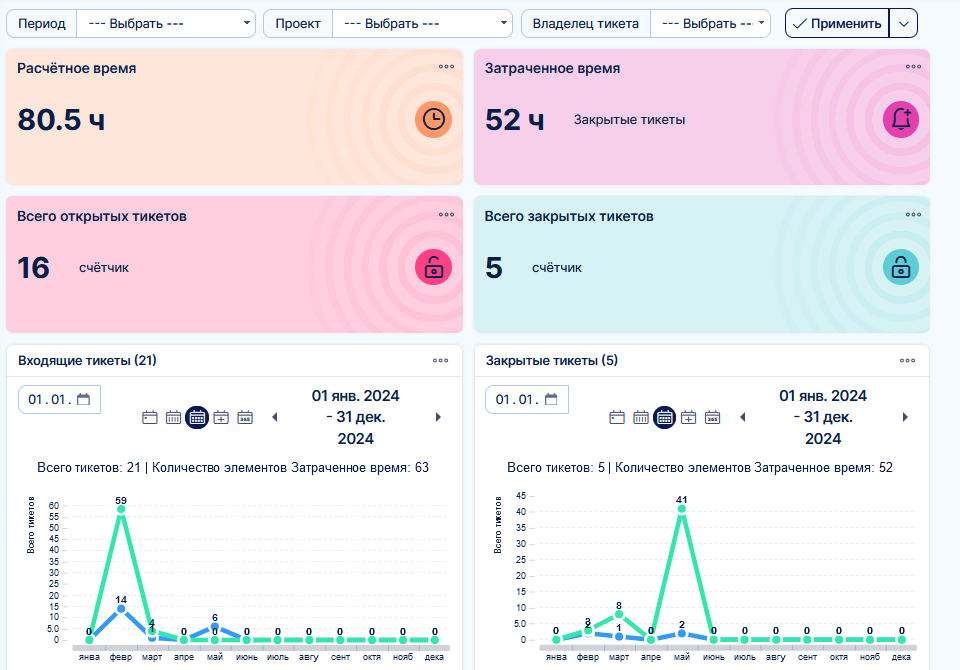 Период --- Выбрать --- Проект --- Выбрать --- Владелец тикета --- Выбрать --- Применить
Расчётное время
80.5 ч
Затраченное время
52 ч Закрытые тикеты
Всего открытых тикетов
16 счётчик
Всего закрытых тикетов
5 счётчик
Входящие тикеты (21)
01.01.
01 янв. 2024
- 31 дек.
2024
365
Всего тикетов: 21 | Количество элементов Затраченное время: 63
Всего тикетов
60
55
50
45
40
35
30
25
20
15
10
5.0
0
0 59 14 4 1 0 6 0 0 0 0 0 0 0 0
янва февр март апре май июнь июль авгу сент октя нояб дека
Закрытые тикеты (5)
01.01.
01 янв. 2024
- 31 дек.
2024
365
Всего тикетов: 5 | Количество элементов Затраченное время: 52
Всего тикетов
45
40
35
30
25
20
15
10
5.0
0
0 3 8 1 0 41 2 0 0 0 0 0 0 0
янва февр март апре май июнь июль авгу сент октя нояб дека